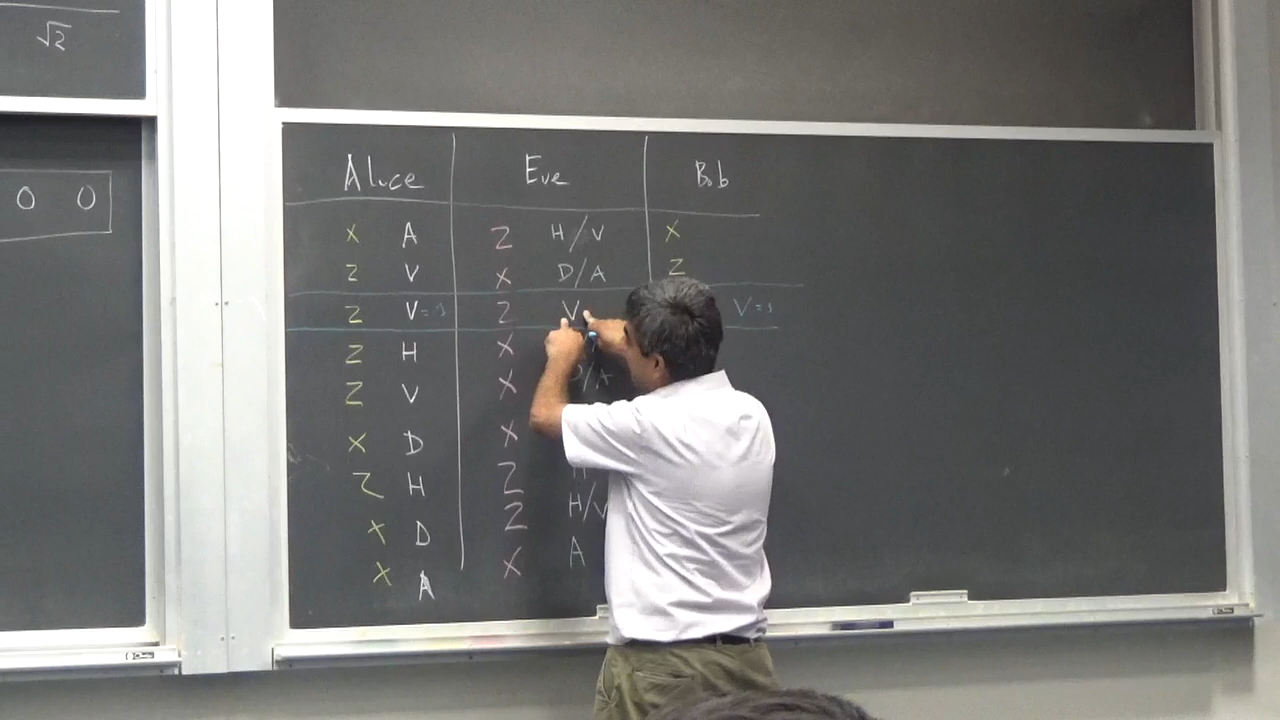 √2
0 0
Alice Eve Bob
X A Z H/V X
Z V X D/A Z
Z V=1 Z V V=1
Z H X
Z V X D/A
X D X
Z H Z H
X D Z H/V
X A X A